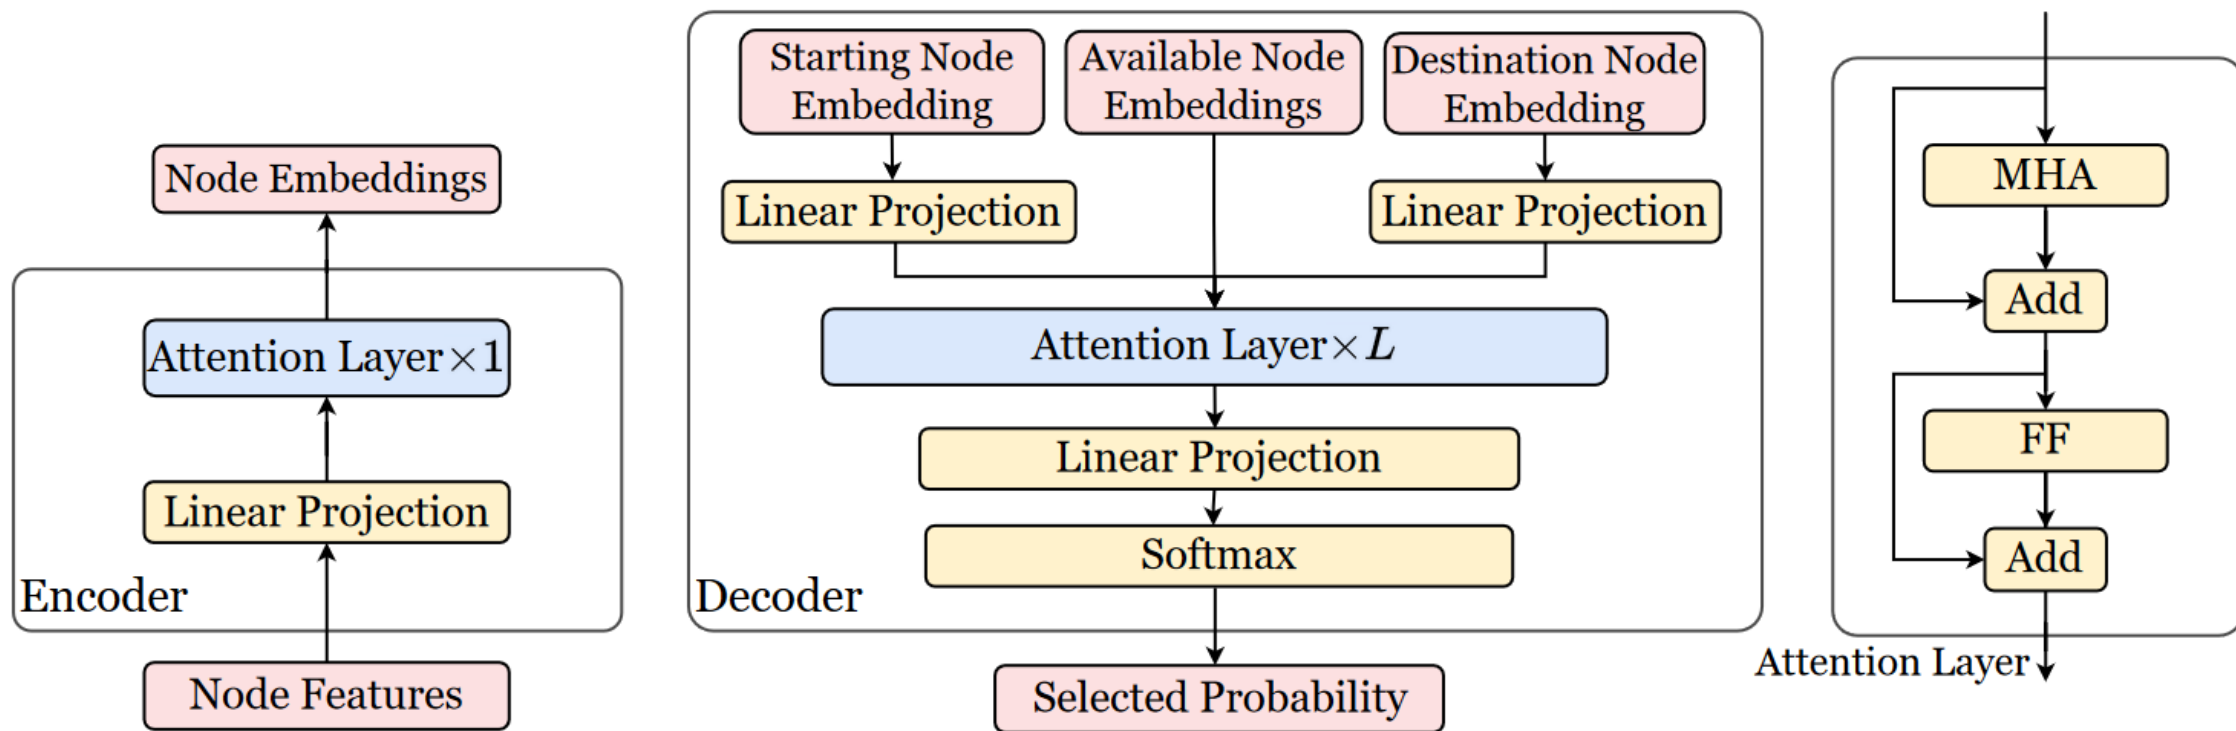 Node Embeddings
Attention Layer×1
Linear Projection
Encoder
Node Features
Starting Node
Embedding
Available Node
Embeddings
Destination Node
Embedding
Linear Projection
Linear Projection
Attention Layer×L
Linear Projection
Softmax
Decoder
Selected Probability
MHA
Add
FF
Add
Attention Layer